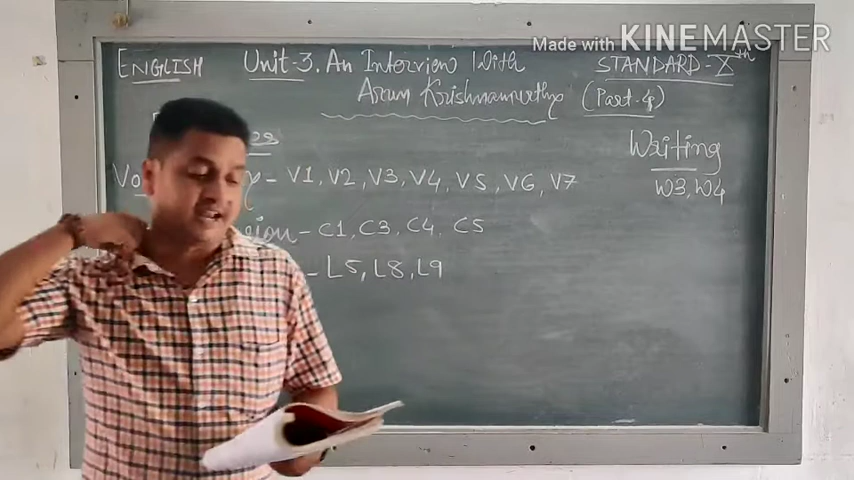 Made with KINEMASTER
ENGLISH Unit-3. An Interview With STANDARD-Xth
Arun Krishnamurthy (Part-4)
Writing
V1, V2, V3, V4, V5, V6, V7
W3, W4
C1, C3, C4. C5
L5, L8, L9